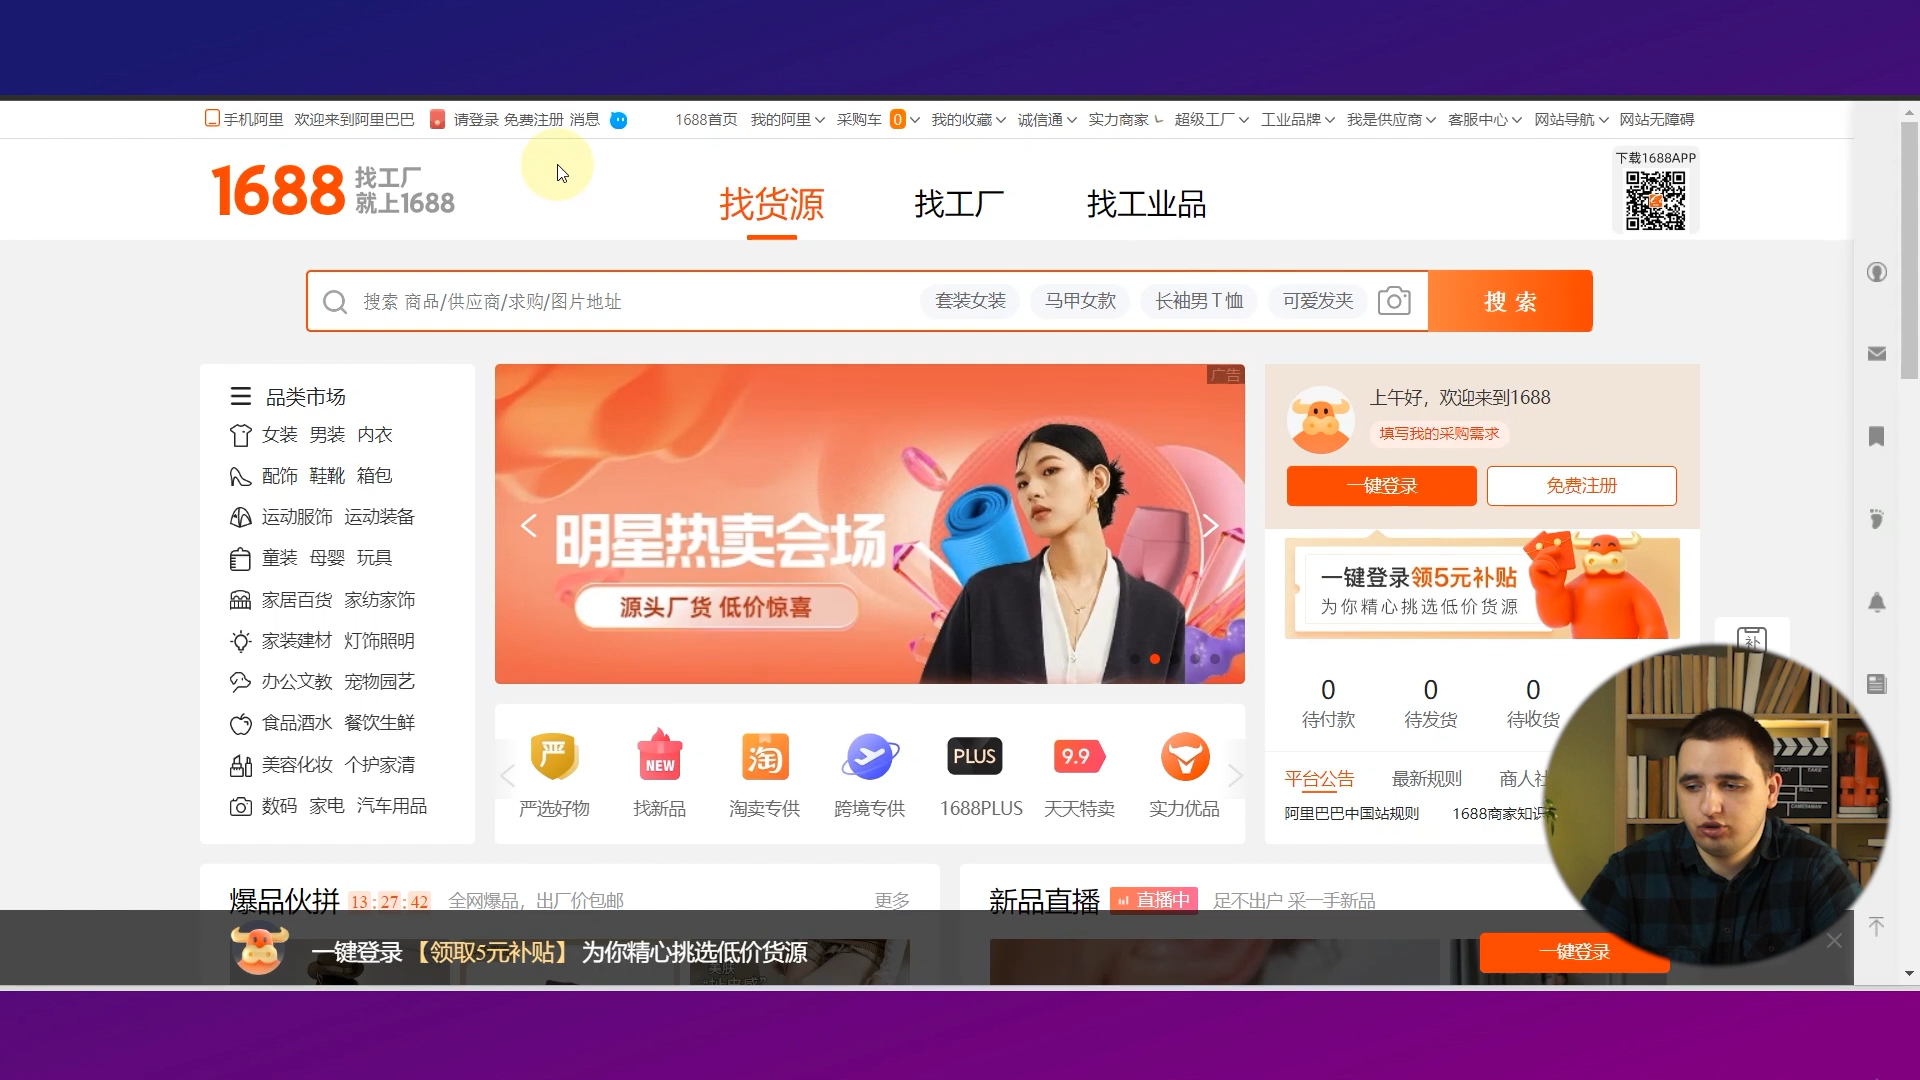 手机阿里 欢迎来到阿里巴巴 请登录 免费注册 消息 1688首页 我的阿里 采购车 0 我的收藏 诚信通 实力商家 超级工厂 工业品牌 我是供应商 客服中心 网站导航 网站无障碍
1688 找工厂
就上1688
找货源 找工厂 找工业品
下载1688APP
搜索 商品/供应商/求购/图片地址 套装女装 马甲女款 长袖男T恤 可爱发夹 搜索
品类市场
女装 男装 内衣
配饰 鞋靴 箱包
运动服饰 运动装备
童装 母婴 玩具
家居百货 家纺家饰
家装建材 灯饰照明
办公文教 宠物园艺
食品酒水 餐饮生鲜
美容化妆 个护家清
数码 家电 汽车用品
广告
明星热卖会场
源头厂货 低价惊喜
严 NEW 淘 PLUS 9.9
严选好物 找新品 淘卖专供 跨境专供 1688PLUS 天天特卖 实力优品
上午好，欢迎来到1688
填写我的采购需求
一键登录 免费注册
一键登录领5元补贴
为你精心挑选低价货源
补
0 0 0
待付款 待发货 待收货
平台公告 最新规则 商人社
阿里巴巴中国站规则 1688商家知识
爆品伙拼 13:27:42 全网爆品，出厂价包邮 更多
新品直播 直播中 足不出户 采一手新品
一键登录【领取5元补贴】为你精心挑选低价货源 一键登录